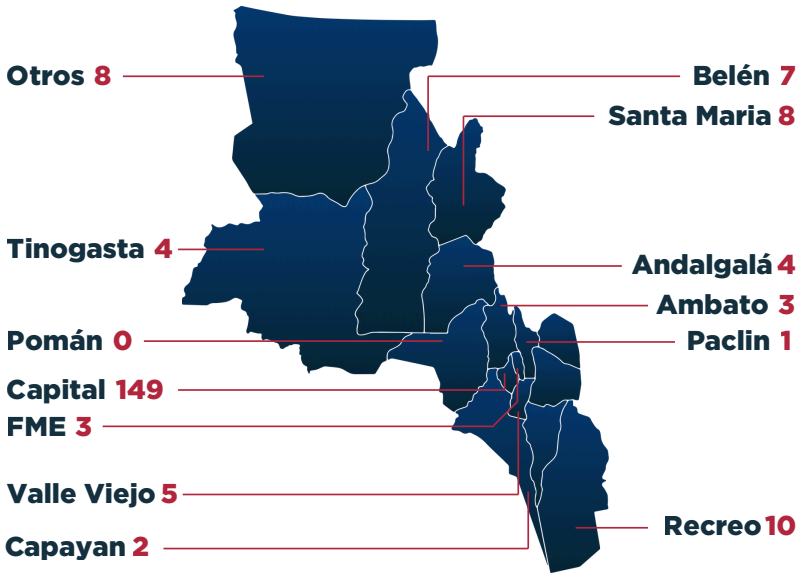 Otros 8
Belén 7
Santa Maria 8
Tinogasta 4
Andalgalá 4
Ambato 3
Pomán 0
Paclin 1
Capital 149
FME 3
Valle Viejo 5
Recreo 10
Capayan 2